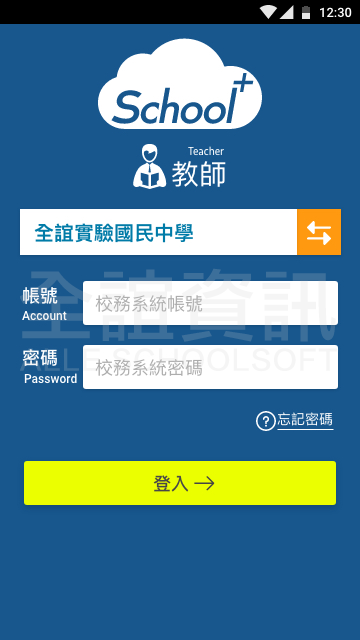 12:30
School+
Teacher
教師
全誼實驗國民中學
全誼資訊
帳號
Account
校務系統帳號
ALLE SCHOOLSOFT
密碼
Password
校務系統密碼
忘記密碼
登入